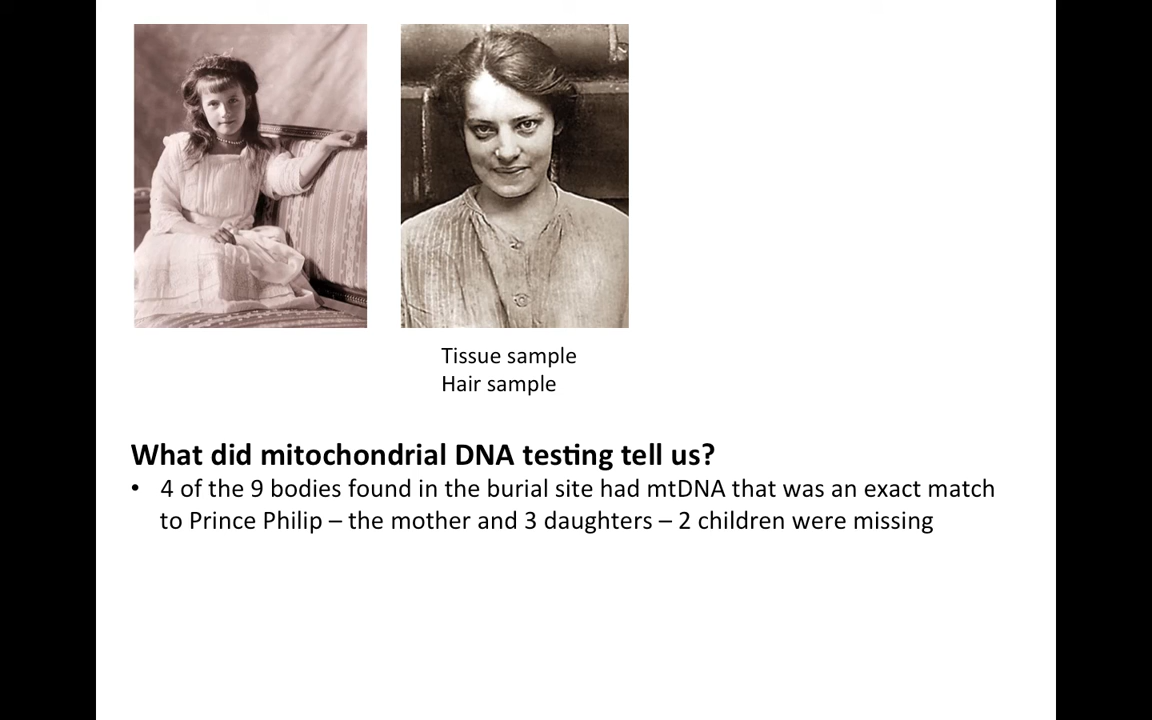 Tissue sample
Hair sample
What did mitochondrial DNA testing tell us?
• 4 of the 9 bodies found in the burial site had mtDNA that was an exact match
to Prince Philip – the mother and 3 daughters – 2 children were missing